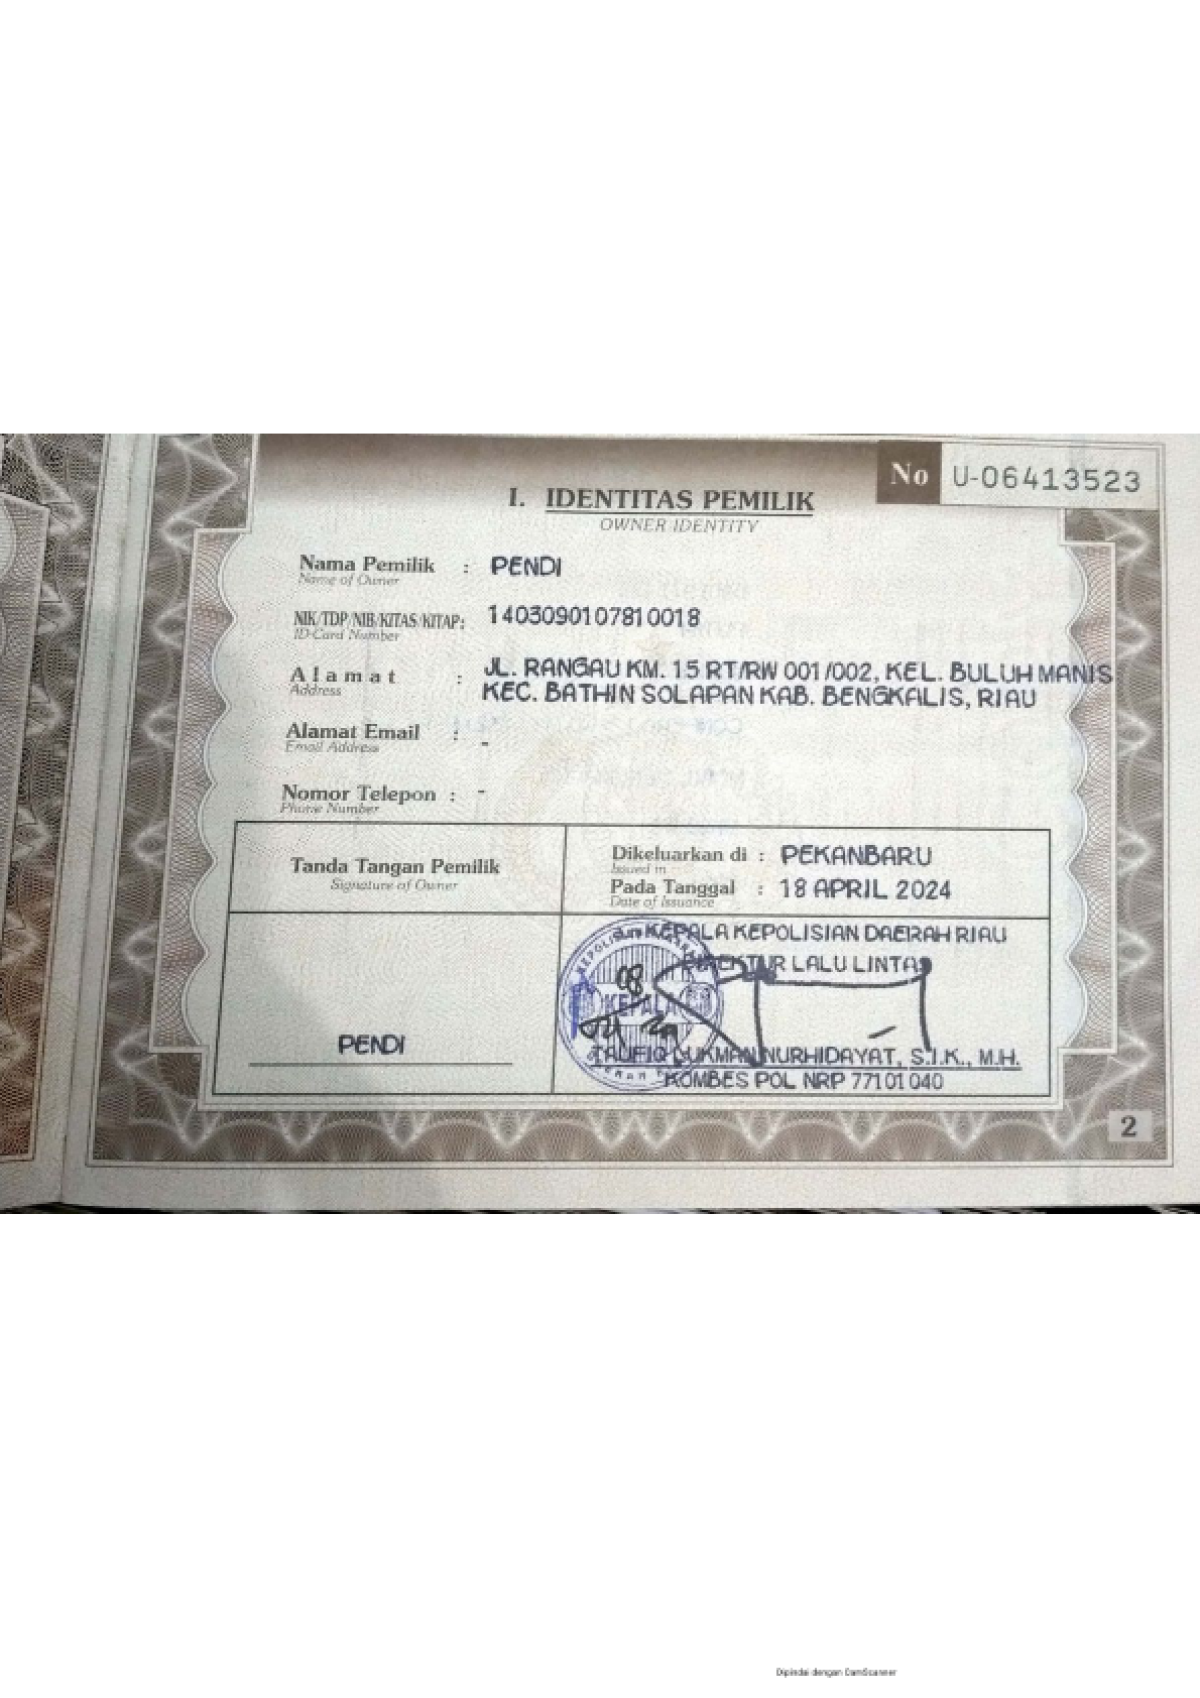 No U-06413523
I. IDENTITAS PEMILIK
OWNER IDENTITY
Nama Pemilik : PENDI
Name of Owner
NIK/TDP/NIB/KITAS/KITAP: 1403090107810018
ID Card Number
Alamat : JL. RANGAU KM. 15 RT/RW 001/002, KEL. BULUH MANIS
Address KEC. BATHIN SOLAPAN KAB. BENGKALIS, RIAU
Alamat Email : -
Email Address
Nomor Telepon : -
Phone Number
Tanda Tangan Pemilik
Signature of Owner
Dikeluarkan di : PEKANBARU
Issued in
Pada Tanggal : 18 APRIL 2024
Date of Issuance
KEPALA KEPOLISIAN DAERAH RIAU
DIREKTUR LALU LINTAS
KEPALA
PENDI
TAUFIQ LUKMAN NURHIDAYAT, S.I.K., M.H.
KOMBES POL NRP 77101040
2
Dipindai dengan CamScanner